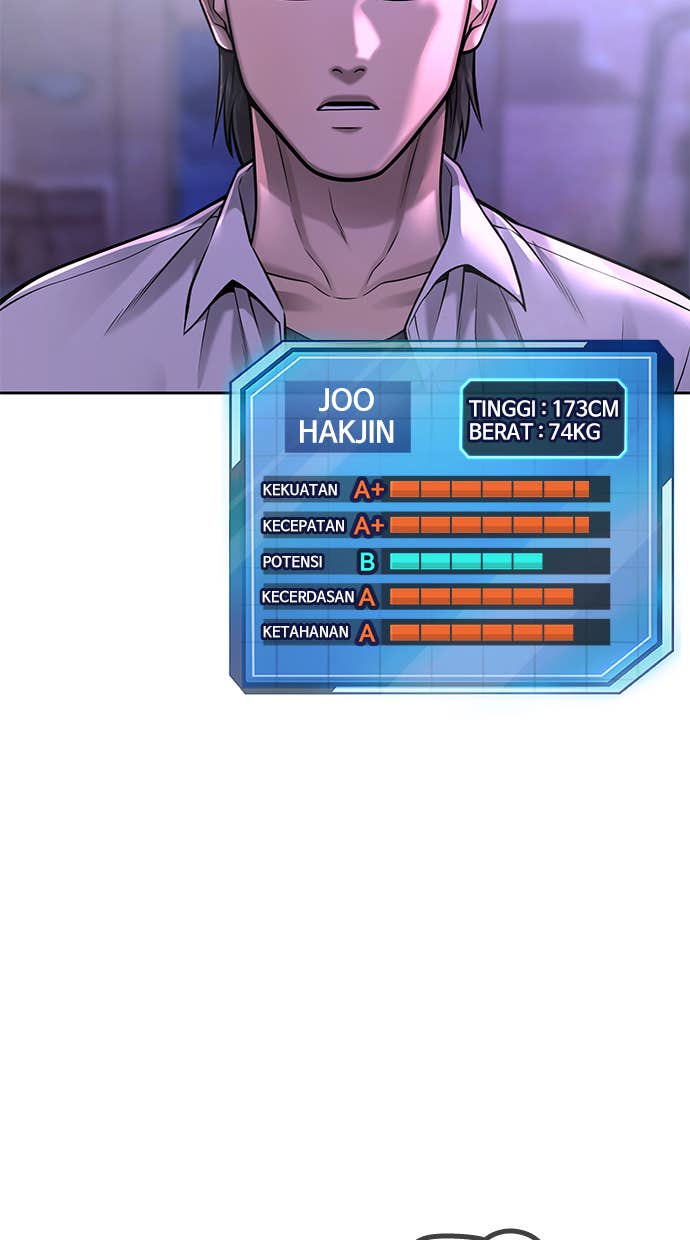 JOO
HAKJIN
TINGGI : 173CM
BERAT : 74KG
KEKUATAN A+
KECEPATAN A+
POTENSI B
KECERDASAN A
KETAHANAN A